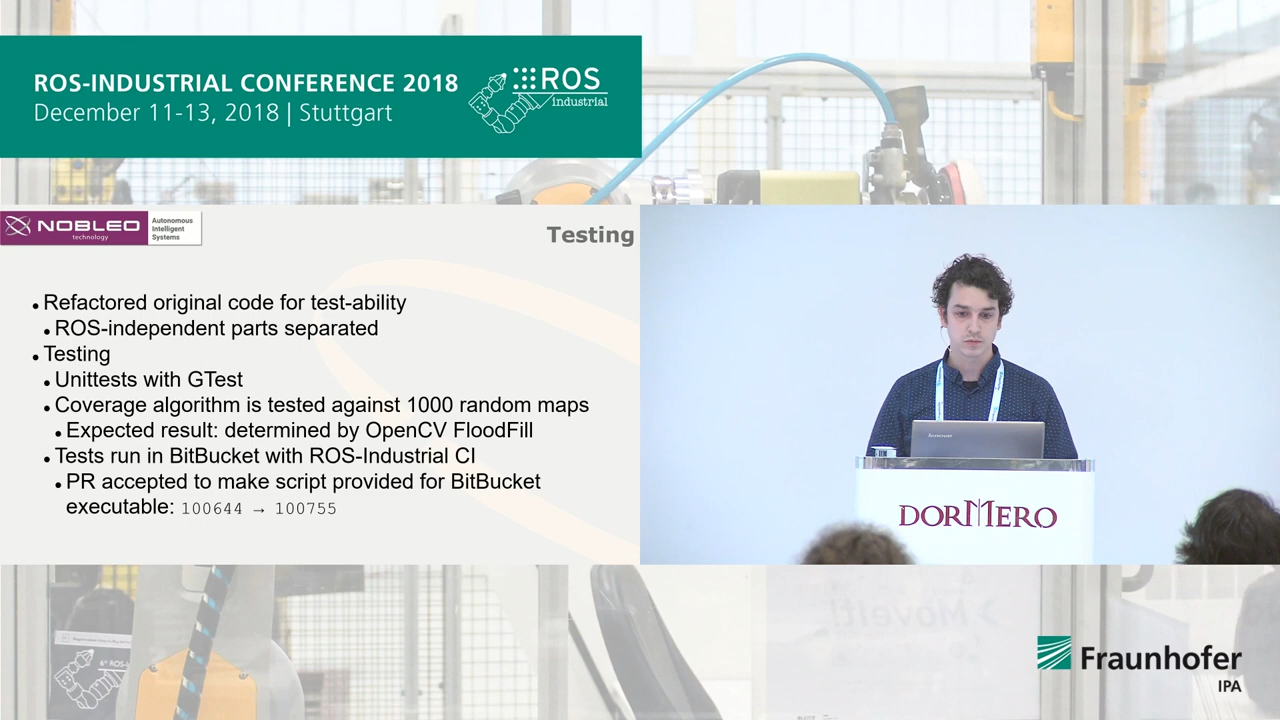 ROS-INDUSTRIAL CONFERENCE 2018
December 11-13, 2018 | Stuttgart
ROS
industrial
NOBLEO
technology
Autonomous
Intelligent
Systems
Testing
• Refactored original code for test-ability
• ROS-independent parts separated
• Testing
• Unittests with GTest
• Coverage algorithm is tested against 1000 random maps
• Expected result: determined by OpenCV FloodFill
• Tests run in BitBucket with ROS-Industrial CI
• PR accepted to make script provided for BitBucket
executable: 100644 → 100755
lenovo
DORMERO
MoveIt!
Fraunhofer
IPA